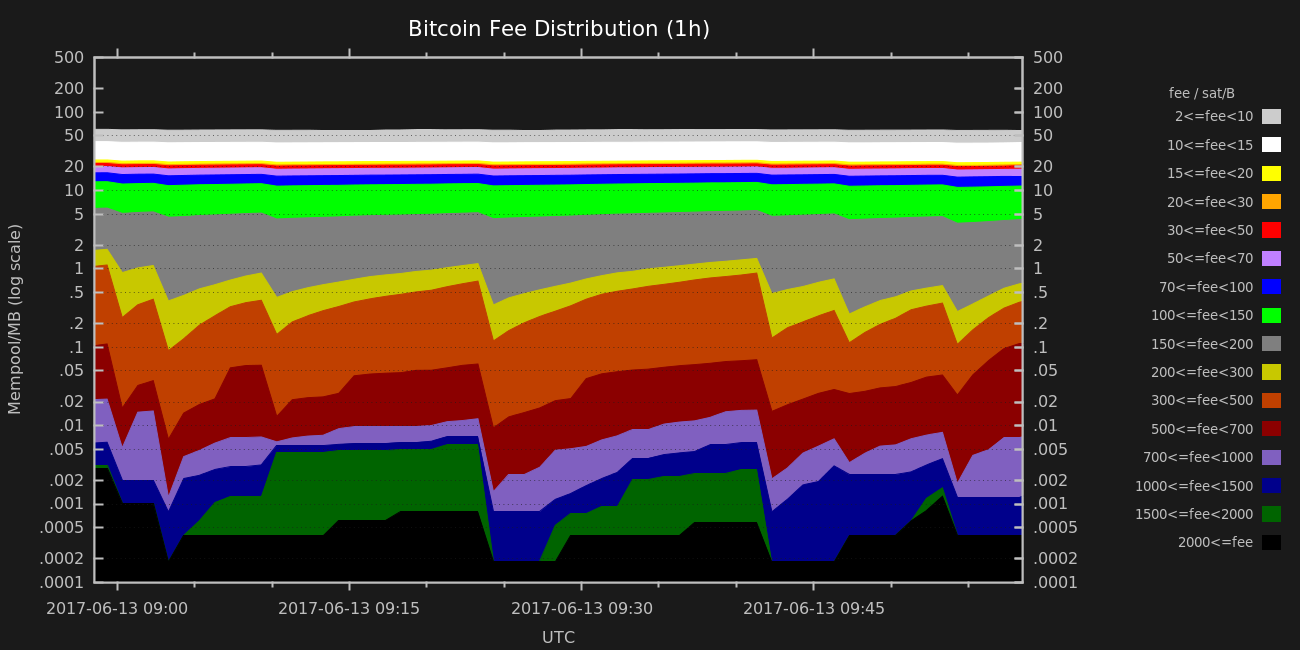 Bitcoin Fee Distribution (1h)
500
200
100
50
20
10
5
2
1
.5
.2
.1
.05
.02
.01
.005
.002
.001
.0005
.0002
.0001
Mempool/MB (log scale)
500
200
100
50
20
10
5
2
1
.5
.2
.1
.05
.02
.01
.005
.002
.001
.0005
.0002
.0001
2017-06-13 09:00
2017-06-13 09:15
2017-06-13 09:30
2017-06-13 09:45
UTC
fee / sat/B
2<=fee<10
10<=fee<15
15<=fee<20
20<=fee<30
30<=fee<50
50<=fee<70
70<=fee<100
100<=fee<150
150<=fee<200
200<=fee<300
300<=fee<500
500<=fee<700
700<=fee<1000
1000<=fee<1500
1500<=fee<2000
2000<=fee